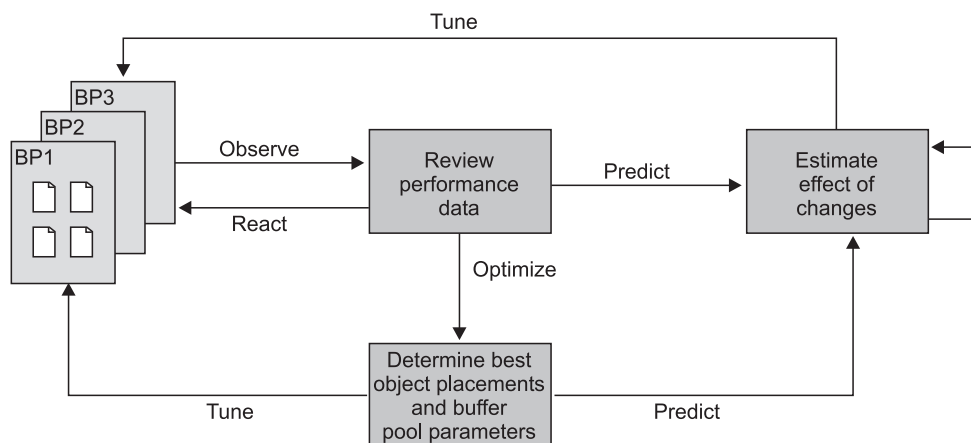 Tune
BP3
BP2
BP1
Observe
React
Review
performance
data
Predict
Estimate
effect of
changes
Optimize
Determine best
object placements
and buffer
pool parameters
Tune
Predict